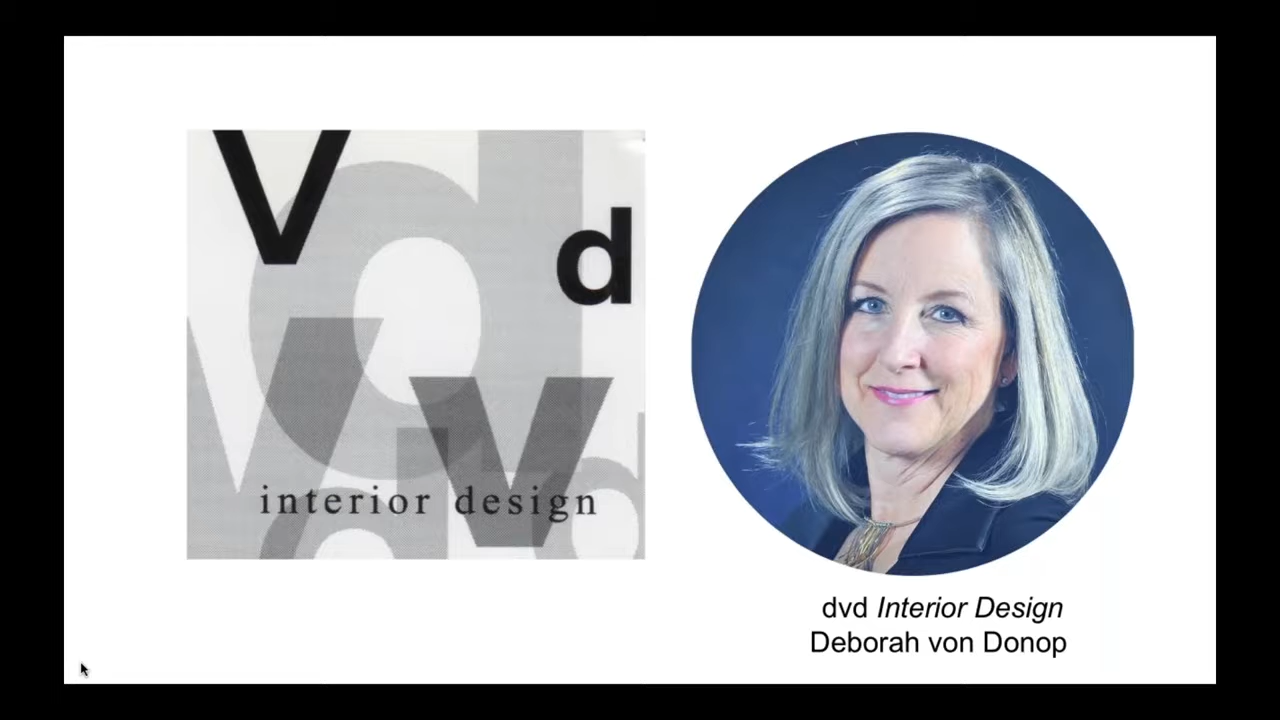 V
d
d
V
V
d
d
interior design
dvd Interior Design
Deborah von Donop